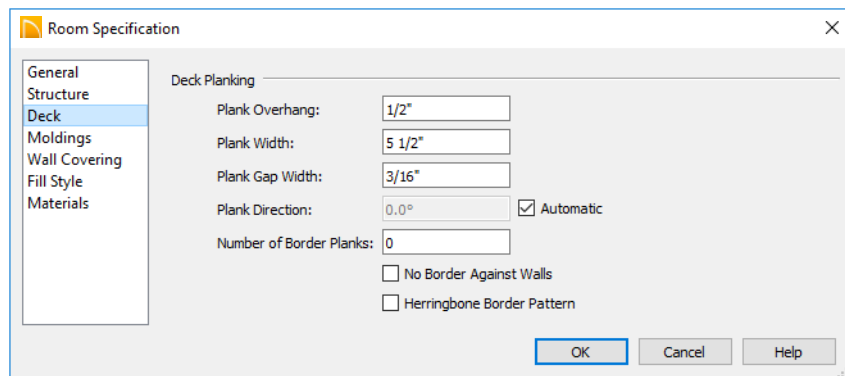 Room Specification
General
Structure
Deck
Moldings
Wall Covering
Fill Style
Materials
Deck Planking
Plank Overhang: 1/2"
Plank Width: 5 1/2"
Plank Gap Width: 3/16"
Plank Direction: 0.0° Automatic
Number of Border Planks: 0
No Border Against Walls
Herringbone Border Pattern
OK Cancel Help